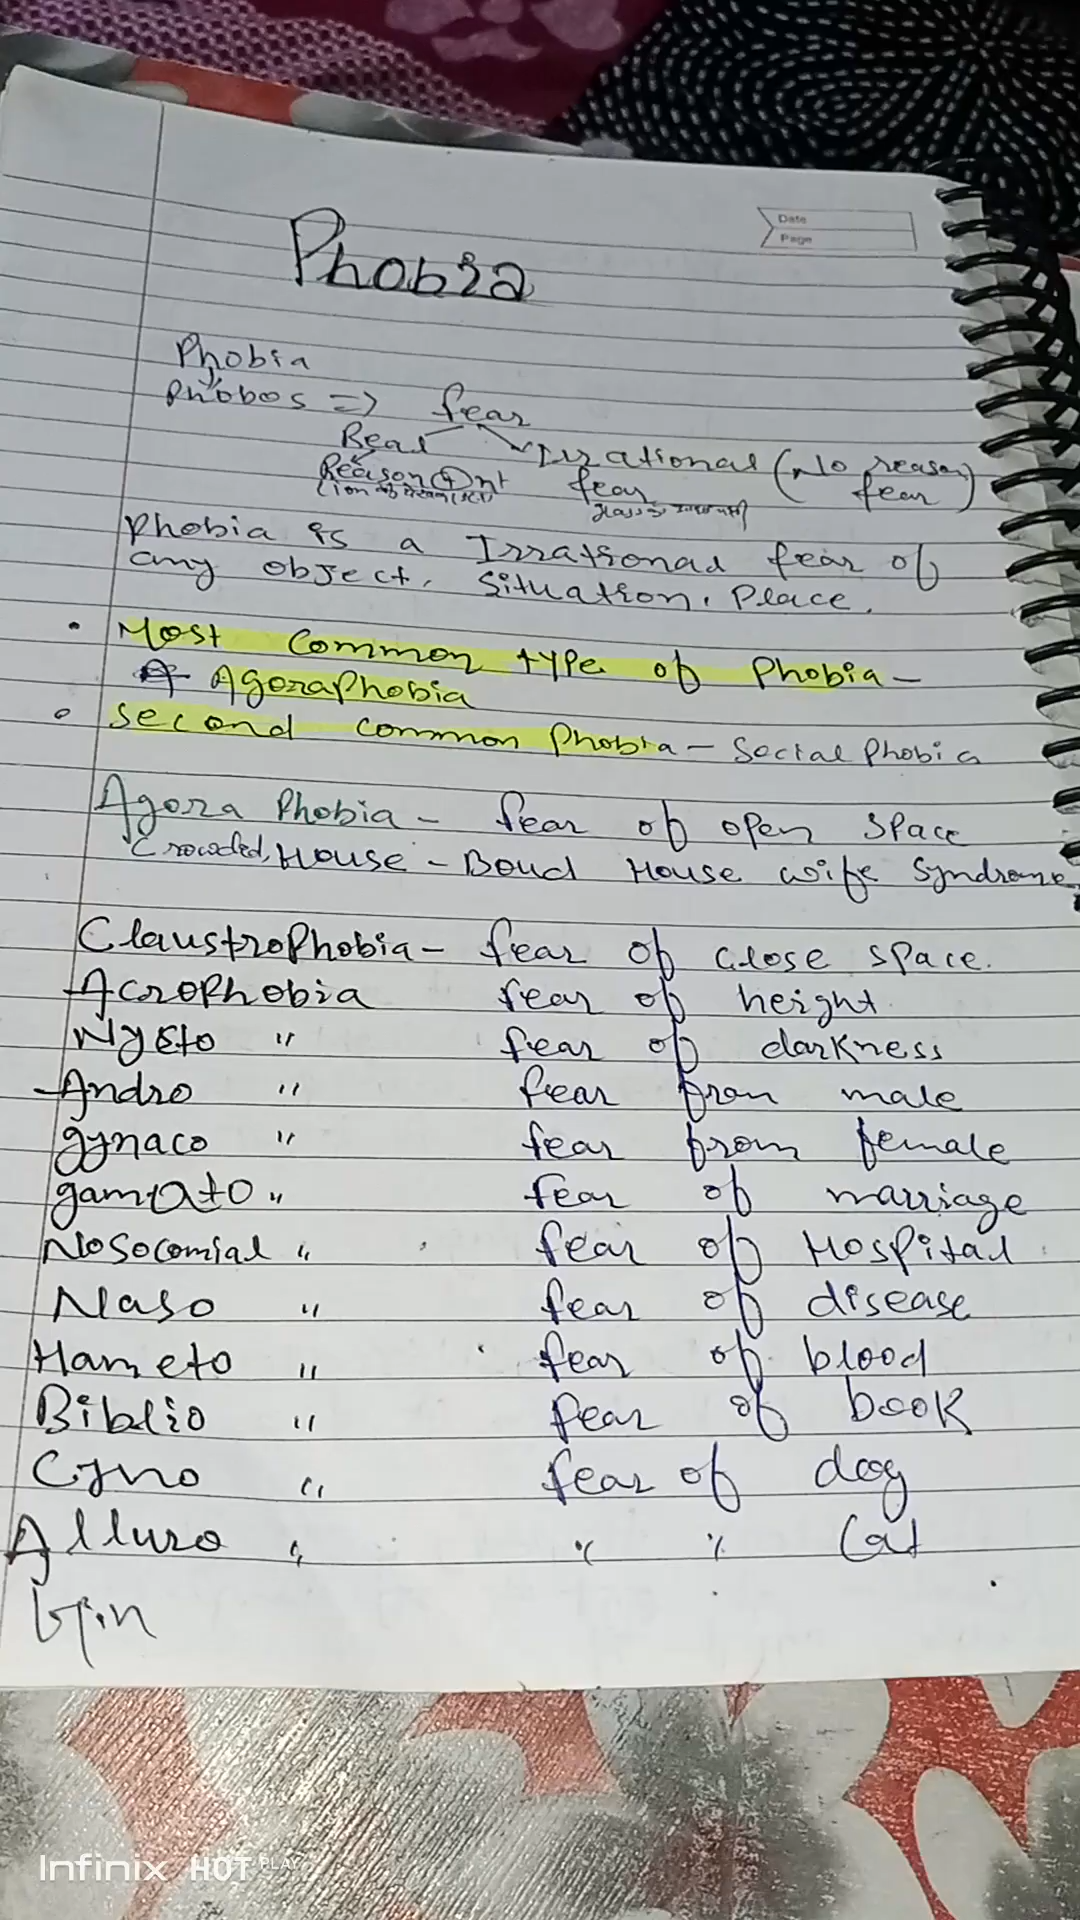 Date
Page
Phobia
Phobia
Phobos => fear
Real Irrational (No reason
Reason ⊕nt fear fear)
Phobia is a Irrational fear of
any object, Situation, Place.
• Most Common type of Phobia -
AgoraPhobia
• Second Common Phobia - Social Phobia
Agora Phobia - fear of open Space
Crowded, House - Boud House wife Syndrome
ClaustroPhobia - fear of close space.
AcroPhobia fear of height
Nycto " fear of darkness
Andro " fear from male
gynaco " fear from female
gamato " fear of marriage
Nosocomial " fear of Hospital
Naso " fear of disease
Hameto " fear of blood
Biblio " fear of book
Cyno " fear of dog
Alluro " " " Cat
Infinix HOT PLAY